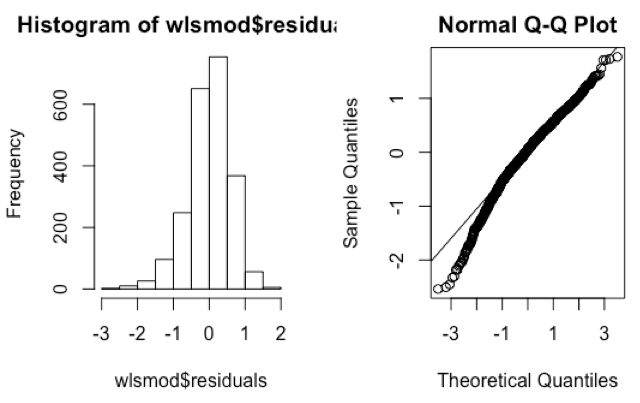 Histogram of wlsmod$residu
Frequency
0 200 400 600
-3 -2 -1 0 1 2
wlsmod$residuals
Normal Q-Q Plot
Sample Quantiles
-2 -1 0 1
-3 -1 1 3
Theoretical Quantiles